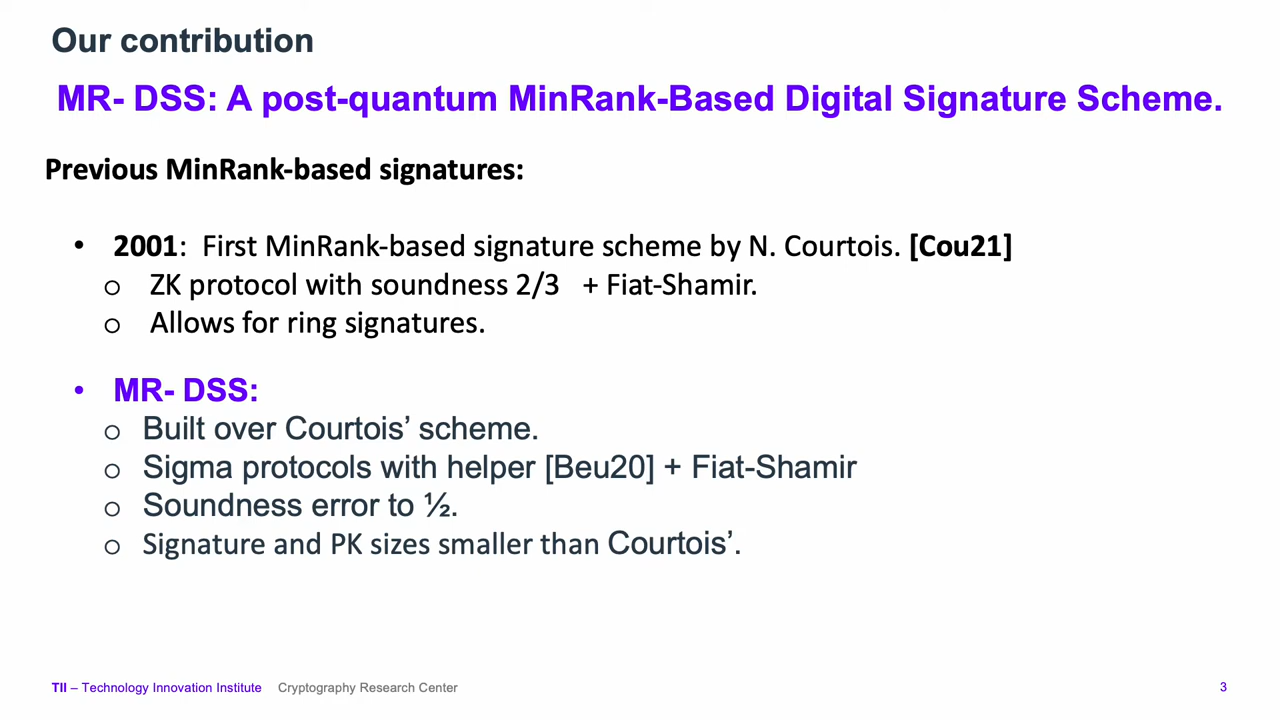 Our contribution
MR- DSS: A post-quantum MinRank-Based Digital Signature Scheme.
Previous MinRank-based signatures:
• 2001: First MinRank-based signature scheme by N. Courtois. [Cou21]
o ZK protocol with soundness 2/3 + Fiat-Shamir.
o Allows for ring signatures.
• MR- DSS:
o Built over Courtois’ scheme.
o Sigma protocols with helper [Beu20] + Fiat-Shamir
o Soundness error to ½.
o Signature and PK sizes smaller than Courtois’.
TII – Technology Innovation Institute Cryptography Research Center 3